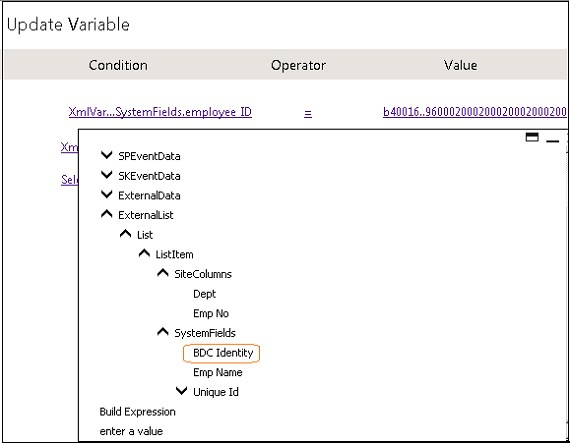 Update Variable
Condition Operator Value
XmlVar...SystemFields.employee ID = b40016..96000200020002000200020
Xm
Sele
SPEventData
SKEventData
ExternalData
ExternalList
List
ListItem
SiteColumns
Dept
Emp No
SystemFields
BDC Identity
Emp Name
Unique Id
Build Expression
enter a value